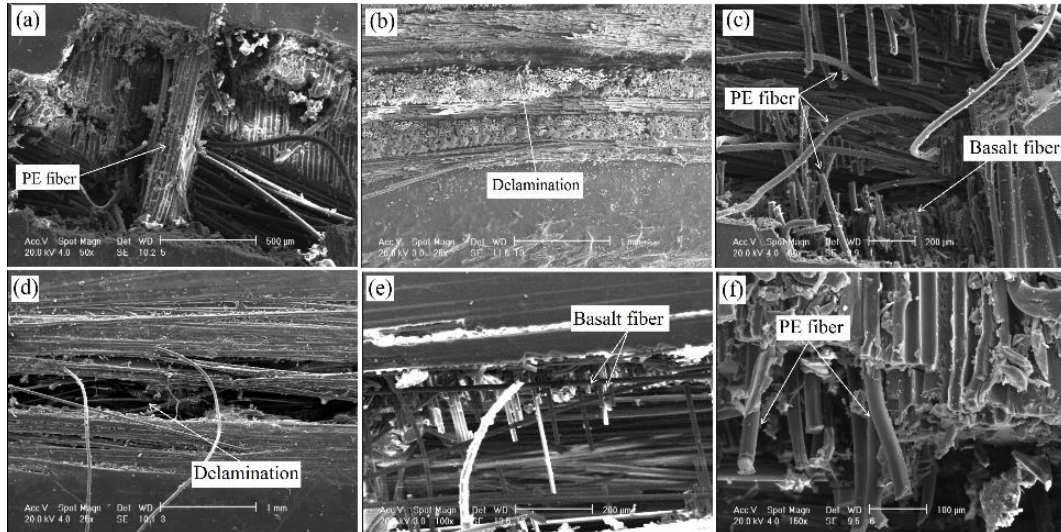 (a)
PE fiber
Acc.V Spot Magn Det WD
20.0 kV 4.0 50x SE 10.2 5
500 μm
(b)
Delamination
Acc.V Spot Magn Det WD
20.0 kV 3.0 25x SE
1 mm
(c)
PE fiber
Basalt fiber
Acc.V Spot Magn Det WD
20.0 kV 4.0
SE
200 μm
(d)
Delamination
Acc.V Spot Magn Det WD
20.0 kV 4.0 25x SE 10.1 3
1 mm
(e)
Basalt fiber
Acc.V Spot Magn Det WD
20.0 kV 3.0 100x SE
200 μm
(f)
PE fiber
Acc.V Spot Magn Det WD
20.0 kV 4.0 150x SE 9.5 6
100 μm